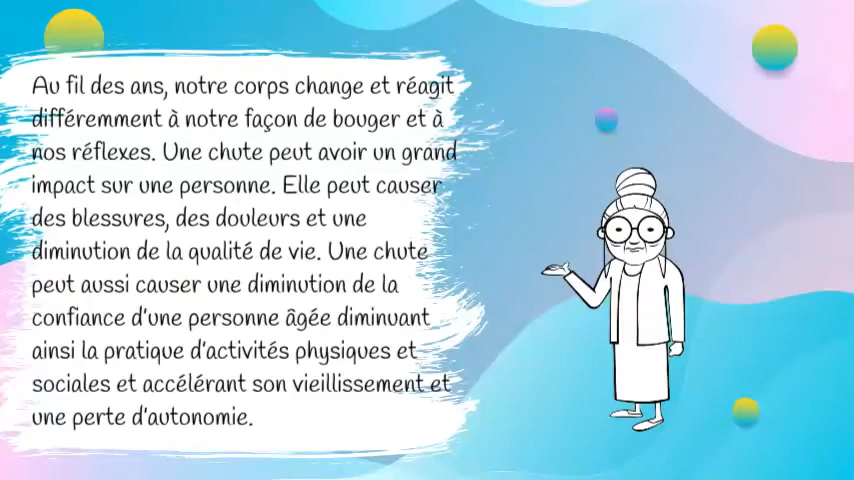 Au fil des ans, notre corps change et réagit
différemment à notre façon de bouger et à
nos réflexes. Une chute peut avoir un grand
impact sur une personne. Elle peut causer
des blessures, des douleurs et une
diminution de la qualité de vie. Une chute
peut aussi causer une diminution de la
confiance d'une personne âgée diminuant
ainsi la pratique d'activités physiques et
sociales et accélérant son vieillissement et
une perte d'autonomie.